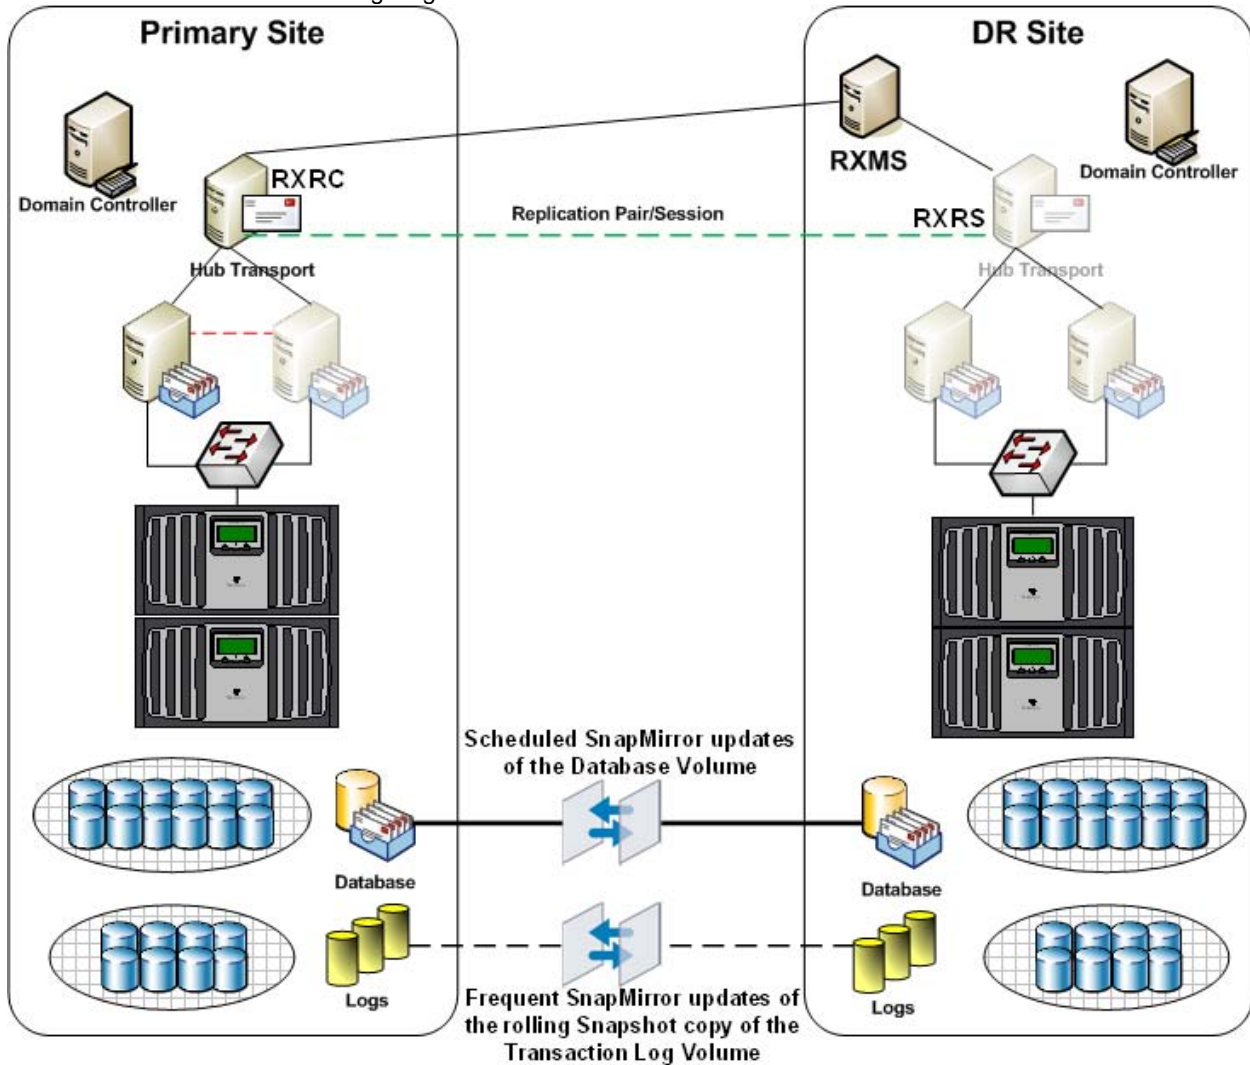 Primary Site
DR Site
RXMS
Domain Controller
Domain Controller
RXRC
Replication Pair/Session
RXRS
Hub Transport
Hub Transport
Scheduled SnapMirror updates
of the Database Volume
Database
Database
Logs
Logs
Frequent SnapMirror updates of
the rolling Snapshot copy of the
Transaction Log Volume